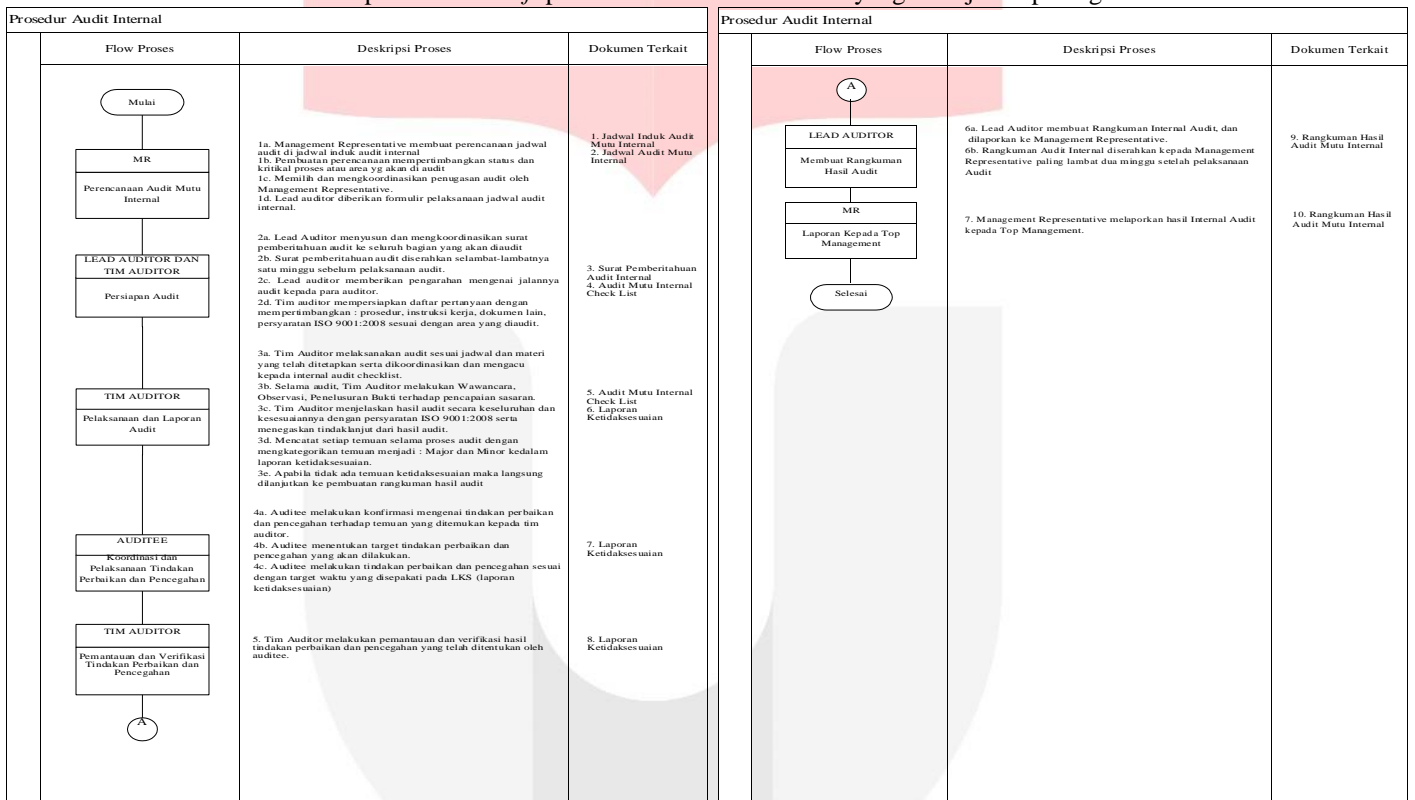 Prosedur Audit Internal
Flow Proses
Deskripsi Proses
Dokumen Terkait
Mulai
MR
Perencanaan Audit Mutu
Internal
1a. Management Representative membuat perencanaan jadwal
audit di jadwal induk audit internal
1b. Pembuatan perencanaan mempertimbangkan status dan
kritikal proses atau area yg akan di audit
1c. Memilih dan mengkoordinasikan penugasan audit oleh
Management Representative.
1d. Lead auditor diberikan formulir pelaksanaan jadwal audit
internal.
1. Jadwal Induk Audit
Mutu Internal
2. Jadwal Audit Mutu
Internal
LEAD AUDITOR DAN
TIM AUDITOR
Persiapan Audit
2a. Lead Auditor menyusun dan mengkoordinasikan surat
pemberitahuan audit ke seluruh bagian yang akan diaudit
2b. Surat pemberitahuan audit diserahkan selambat-lambatnya
satu minggu sebelum pelaksanaan audit.
2c. Lead auditor memberikan pengarahan mengenai jalannya
audit kepada para auditor.
2d. Tim auditor mempersiapkan daftar pertanyaan dengan
mempertimbangkan : prosedur, instruksi kerja, dokumen lain,
persyaratan ISO 9001:2008 sesuai dengan area yang diaudit.
3. Surat Pemberitahuan
Audit Internal
4. Audit Mutu Internal
Check List
TIM AUDITOR
Pelaksanaan dan Laporan
Audit
3a. Tim Auditor melaksanakan audit sesuai jadwal dan materi
yang telah ditetapkan serta dikoordinasikan dan mengacu
kepada internal audit checklist.
3b. Selama audit, Tim Auditor melakukan Wawancara,
Observasi, Penelusuran Bukti terhadap pencapaian sasaran.
3c. Tim Auditor menjelaskan hasil audit secara keseluruhan dan
kesesuaiannya dengan persyaratan ISO 9001:2008 serta
menegaskan tindaklanjut dari hasil audit.
3d. Mencatat setiap temuan selama proses audit dengan
mengkategorikan temuan menjadi : Major dan Minor kedalam
laporan ketidaksesuaian.
3e. Apabila tidak ada temuan ketidaksesuaian maka langsung
dilanjutkan ke pembuatan rangkuman hasil audit
5. Audit Mutu Internal
Check List
6. Laporan
Ketidaksesuaian
AUDITEE
Koordinasi dan
Pelaksanaan Tindakan
Perbaikan dan Pencegahan
4a. Auditee melakukan konfirmasi mengenai tindakan perbaikan
dan pencegahan terhadap temuan yang ditemukan kepada tim
auditor.
4b. Auditee menentukan target tindakan perbaikan dan
pencegahan yang akan dilakukan.
4c. Auditee melakukan tindakan perbaikan dan pencegahan sesuai
dengan target waktu yang disepakati pada LKS (laporan
ketidaksesuaian)
7. Laporan
Ketidaksesuaian
TIM AUDITOR
Pemantauan dan Verifikasi
Tindakan Perbaikan dan
Pencegahan
5. Tim Auditor melakukan pemantauan dan verifikasi hasil
tindakan perbaikan dan pencegahan yang telah ditentukan oleh
auditee.
8. Laporan
Ketidaksesuaian
A
Prosedur Audit Internal
Flow Proses
Deskripsi Proses
Dokumen Terkait
A
LEAD AUDITOR
Membuat Rangkuman
Hasil Audit
6a. Lead Auditor membuat Rangkuman Internal Audit, dan
dilaporkan ke Management Representative.
6b. Rangkuman Audit Internal diserahkan kepada Management
Representative paling lambat dua minggu setelah pelaksanaan
Audit
9. Rangkuman Hasil
Audit Mutu Internal
MR
Laporan Kepada Top
Management
7. Management Representative melaporkan hasil Internal Audit
kepada Top Management.
10. Rangkuman Hasil
Audit Mutu Internal
Selesai